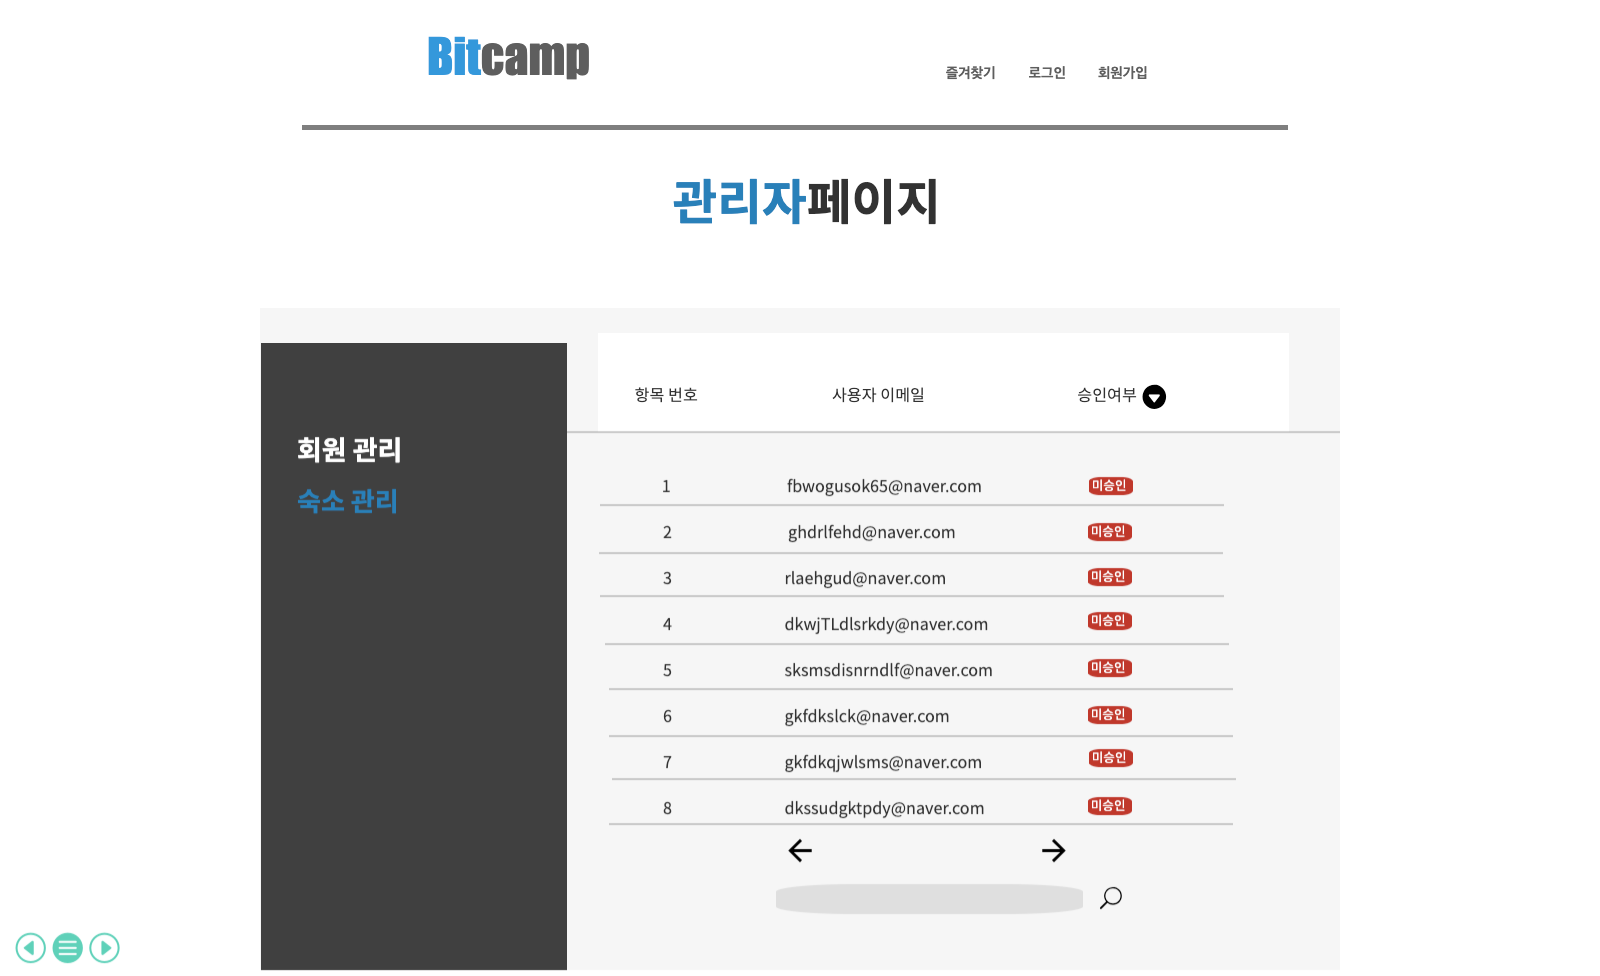 Bitcamp
즐겨찾기 로그인 회원가입
관리자페이지
회원 관리
숙소 관리
항목 번호 사용자 이메일 승인여부
1 fbwogusok65@naver.com 미승인
2 ghdrlfehd@naver.com 미승인
3 rlaehgud@naver.com 미승인
4 dkwjTLdlsrkdy@naver.com 미승인
5 sksmsdisnrndlf@naver.com 미승인
6 gkfdkslck@naver.com 미승인
7 gkfdkqjwlsms@naver.com 미승인
8 dkssudgktpdy@naver.com 미승인